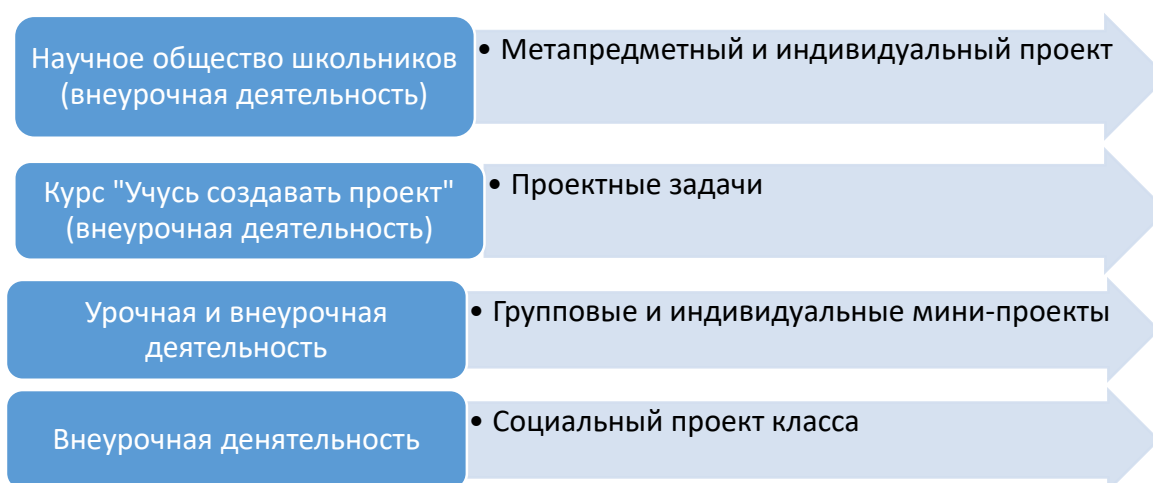 Научное общество школьников
(внеурочная деятельность)
• Метапредметный и индивидуальный проект
Курс "Учусь создавать проект"
(внеурочная деятельность)
• Проектные задачи
Урочная и внеурочная
деятельность
• Групповые и индивидуальные мини-проекты
Внеурочная денятельность
• Социальный проект класса